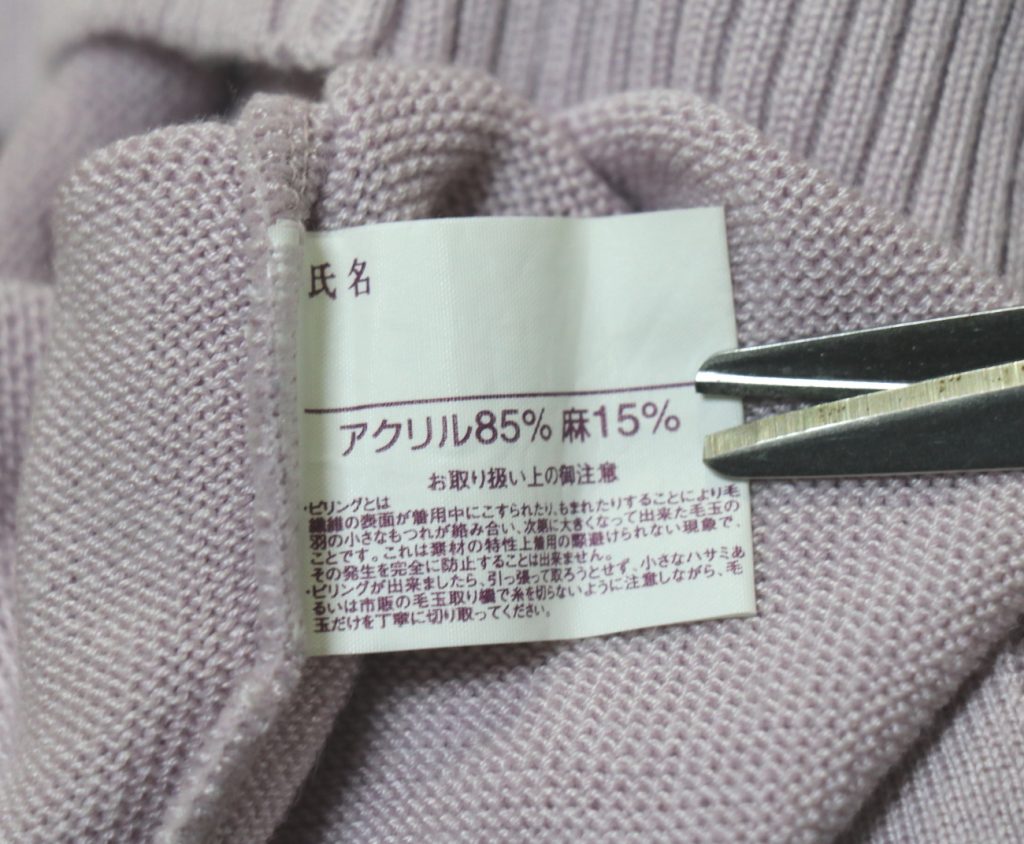 氏名
アクリル85% 麻15%
お取り扱い上の御注意
・ピリングとは
繊維の表面が着用中にこすられたり、もまれたりすることにより毛
羽の小さなもつれが絡み合い、次第に大きくなって出来た毛玉の
ことです。これは素材の特性上着用の際避けられない現象で、
その発生を完全に防止することは出来ません。
・ピリングが出来ましたら、引っ張って取ろうとせず、小さなハサミあ
るいは市販の毛玉取り機で糸を切らないように注意しながら、毛
玉だけを丁寧に切り取ってください。